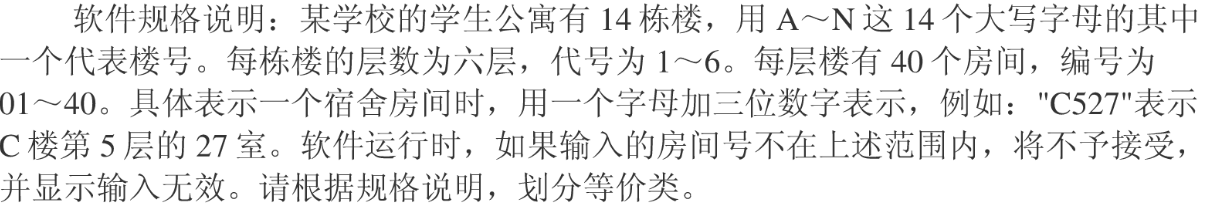 软件规格说明：某学校的学生公寓有 14 栋楼，用 A～N 这 14 个大写字母的其中
一个代表楼号。每栋楼的层数为六层，代号为 1～6。每层楼有 40 个房间，编号为
01～40。具体表示一个宿舍房间时，用一个字母加三位数字表示，例如："C527"表示
C 楼第 5 层的 27 室。软件运行时，如果输入的房间号不在上述范围内，将不予接受，
并显示输入无效。请根据规格说明，划分等价类。